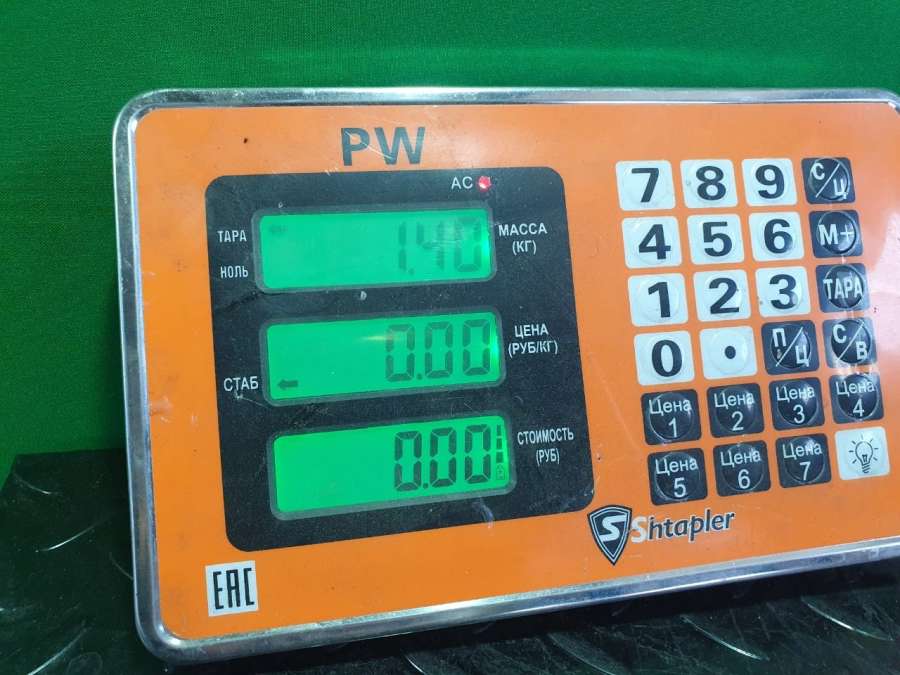 PW
AC
ТАРА
НОЛЬ
1.40
МАССА
(КГ)
СТАБ
0.00
ЦЕНА
(РУБ/КГ)
0.00
СТОИМОСТЬ
(РУБ)
7 8 9 С/Ц
4 5 6 М+
1 2 3 ТАРА
0 . П/Ц С/В
Цена 1 Цена 2 Цена 3 Цена 4
Цена 5 Цена 6 Цена 7
S Shtapler
EAC